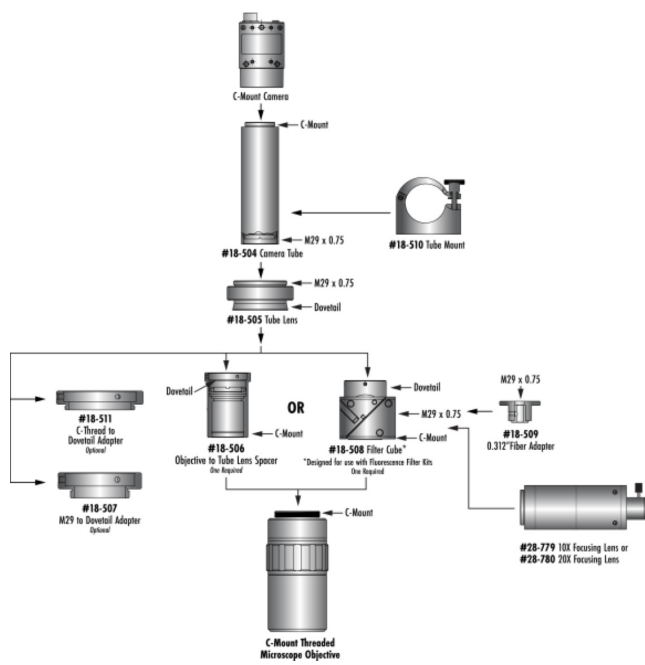 C-Mount Camera
C-Mount
M29 x 0.75
#18-504 Camera Tube
#18-510 Tube Mount
M29 x 0.75
Dovetail
#18-505 Tube Lens
Dovetail
C-Mount
#18-506
Objective to Tube Lens Spacer
One Required
OR
Dovetail
M29 x 0.75
C-Mount
#18-508 Filter Cube*
*Designed for use with Fluorescence Filter Kits
One Required
M29 x 0.75
#18-509
0.312"Fiber Adapter
#18-511
C-Thread to
Dovetail Adapter
Optional
#18-507
M29 to Dovetail Adapter
Optional
#28-779 10X Focusing Lens or
#28-780 20X Focusing Lens
C-Mount
C-Mount Threaded
Microscope Objective